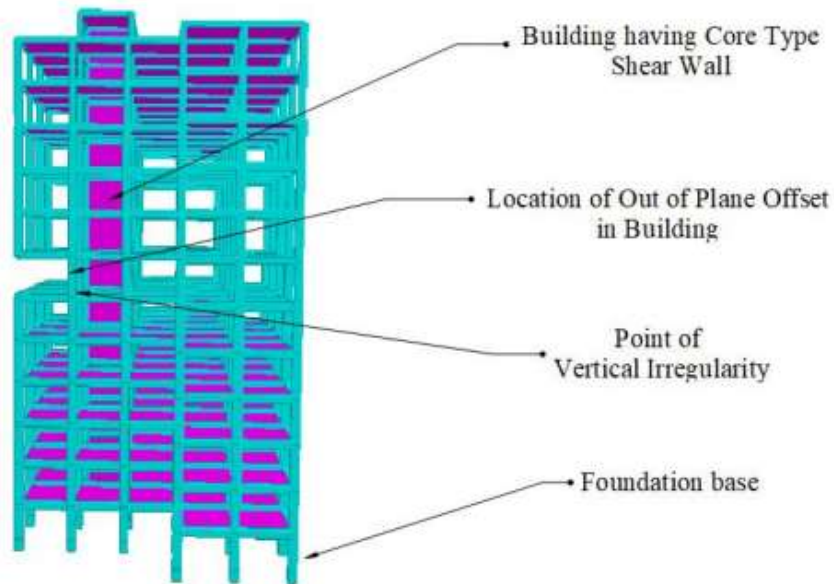 Building having Core Type
Shear Wall
Location of Out of Plane Offset
in Building
Point of
Vertical Irregularity
Foundation base